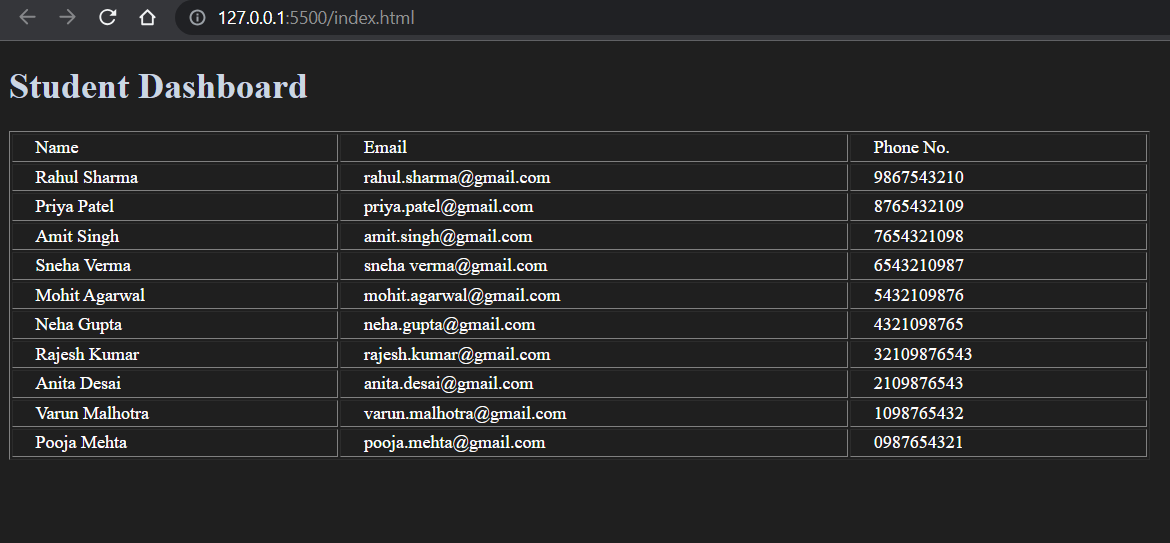 127.0.0.1:5500/index.html
Student Dashboard
Name Email Phone No.
Rahul Sharma rahul.sharma@gmail.com 9867543210
Priya Patel priya.patel@gmail.com 8765432109
Amit Singh amit.singh@gmail.com 7654321098
Sneha Verma sneha verma@gmail.com 6543210987
Mohit Agarwal mohit.agarwal@gmail.com 5432109876
Neha Gupta neha.gupta@gmail.com 4321098765
Rajesh Kumar rajesh.kumar@gmail.com 32109876543
Anita Desai anita.desai@gmail.com 2109876543
Varun Malhotra varun.malhotra@gmail.com 1098765432
Pooja Mehta pooja.mehta@gmail.com 0987654321